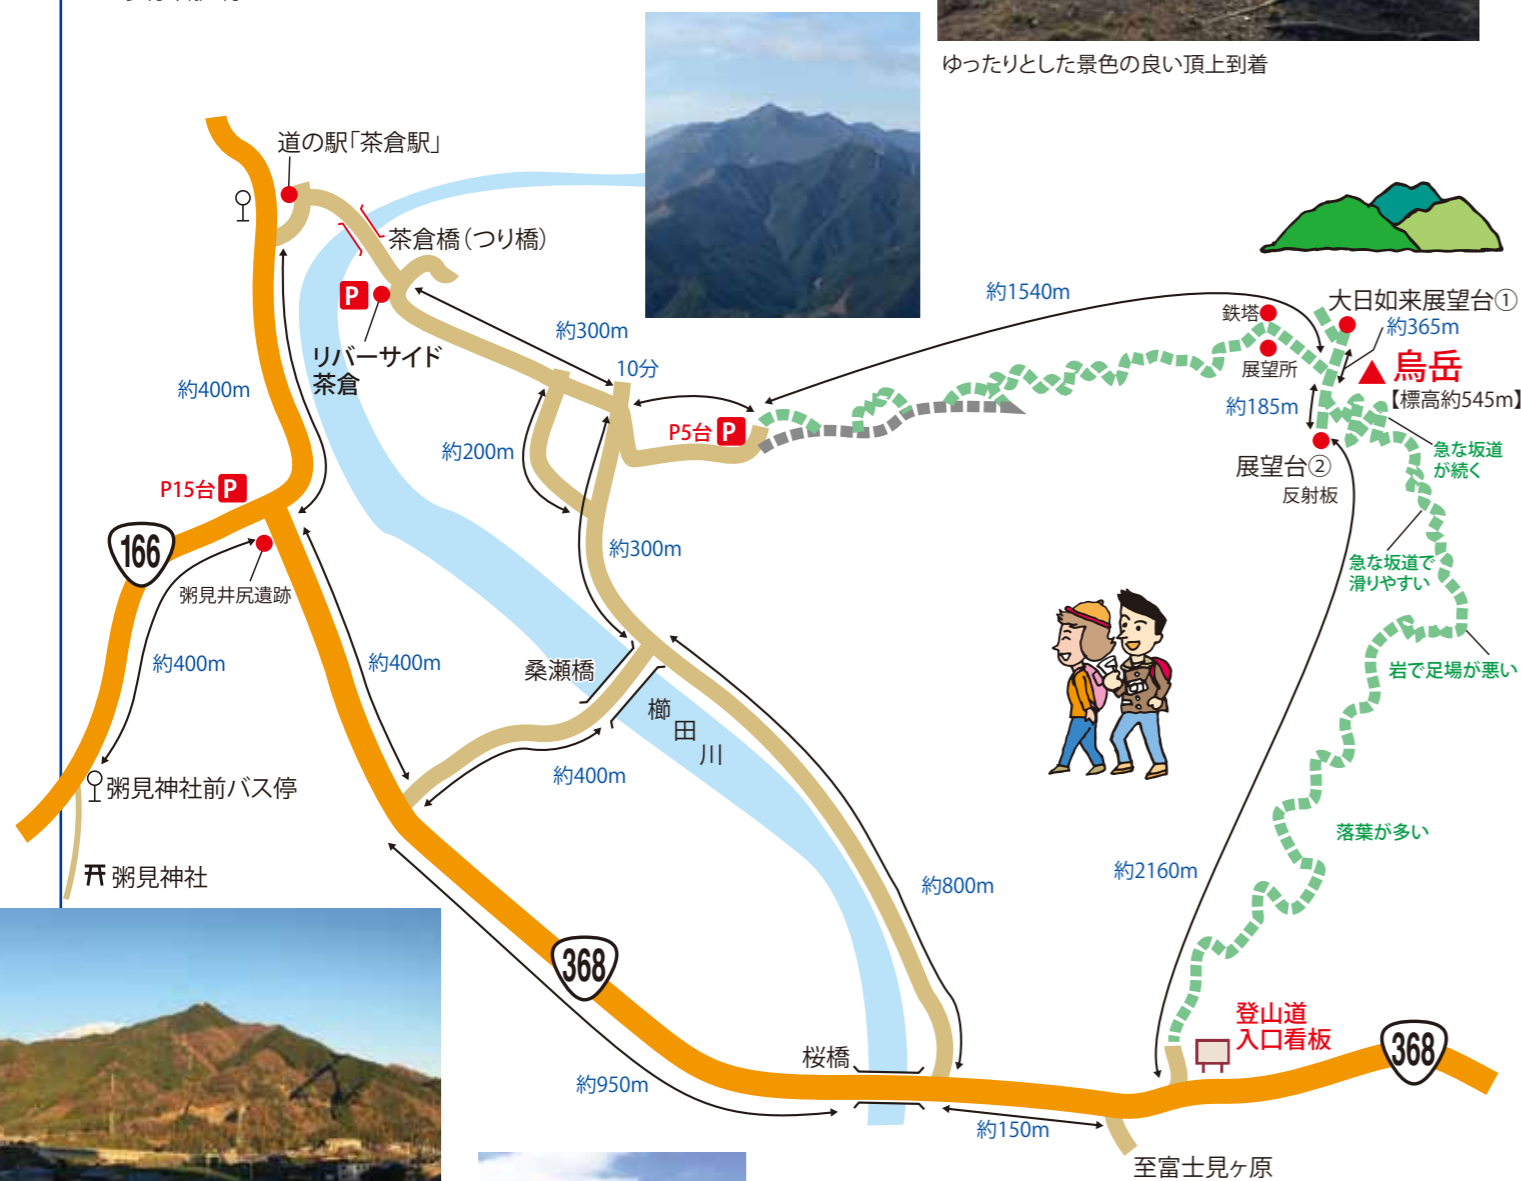 ゆったりとした景色の良い頂上到着
道の駅「茶倉駅」
茶倉橋（つり橋）
P
リバーサイド
茶倉
約300m
10分
約400m
約200m
P5台 P
約1540m
鉄塔
展望所
大日如来展望台①
約365m
烏岳
【標高約545m】
約185m
展望台②
反射板
急な坂道
が続く
急な坂道で
滑りやすい
岩で足場が悪い
落葉が多い
P15台 P
166
粥見井尻遺跡
約400m
約400m
約300m
桑瀬橋
櫛田川
約400m
粥見神社前バス停
粥見神社
約800m
約2160m
368
登山道
入口看板
368
桜橋
約950m
約150m
至富士見ヶ原